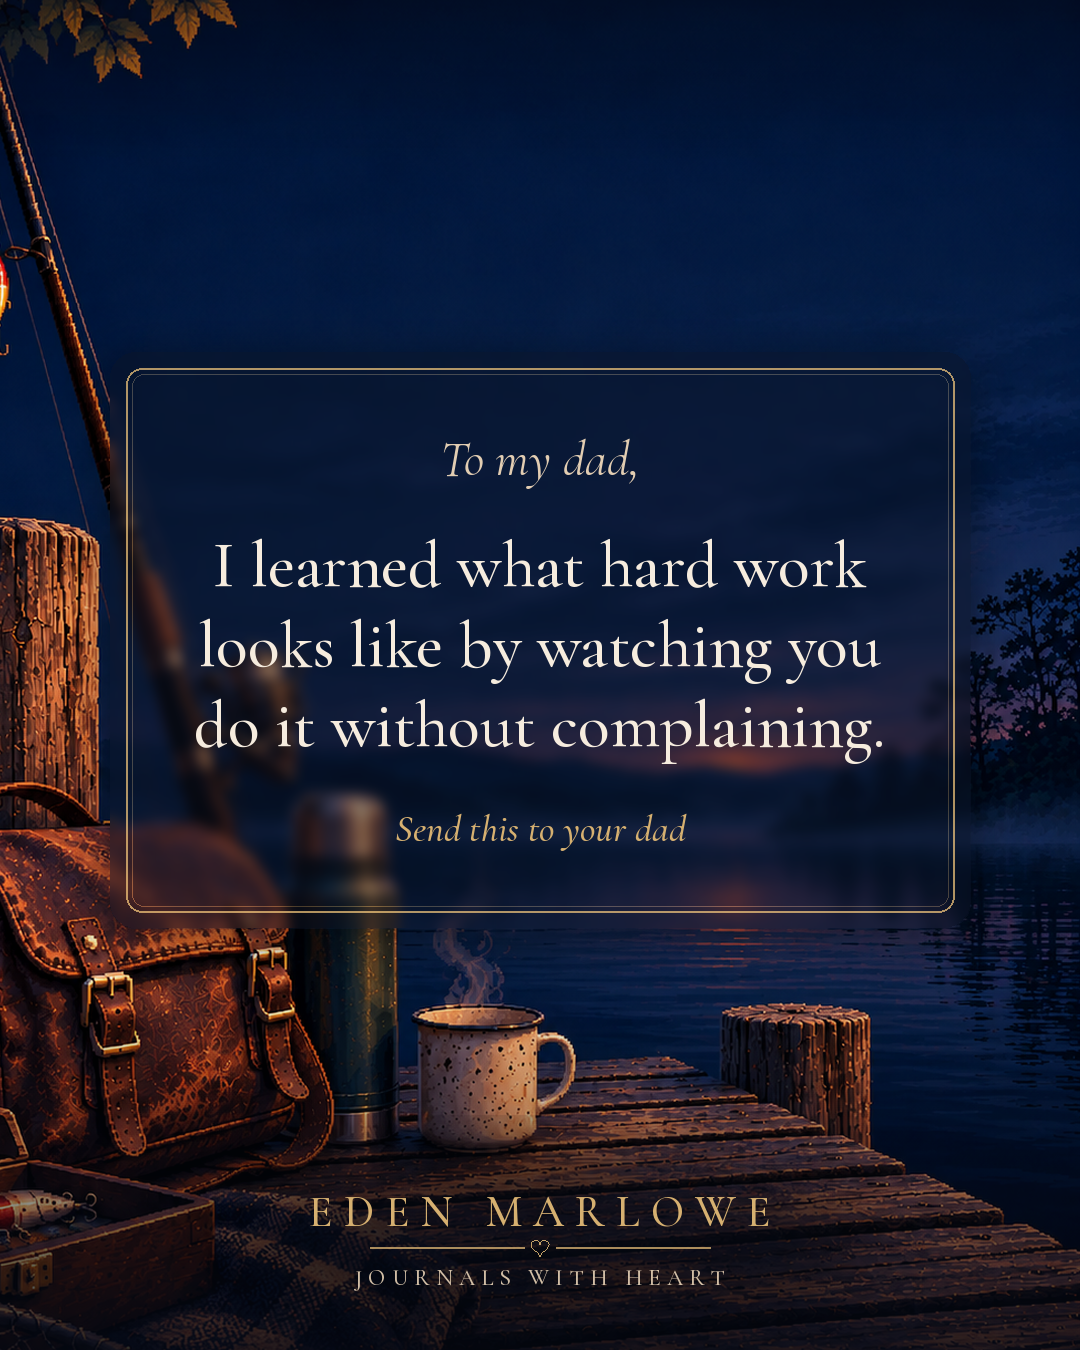 To my dad,
I learned what hard work
looks like by watching you
do it without complaining.
Send this to your dad
EDEN MARLOWE
JOURNALS WITH HEART